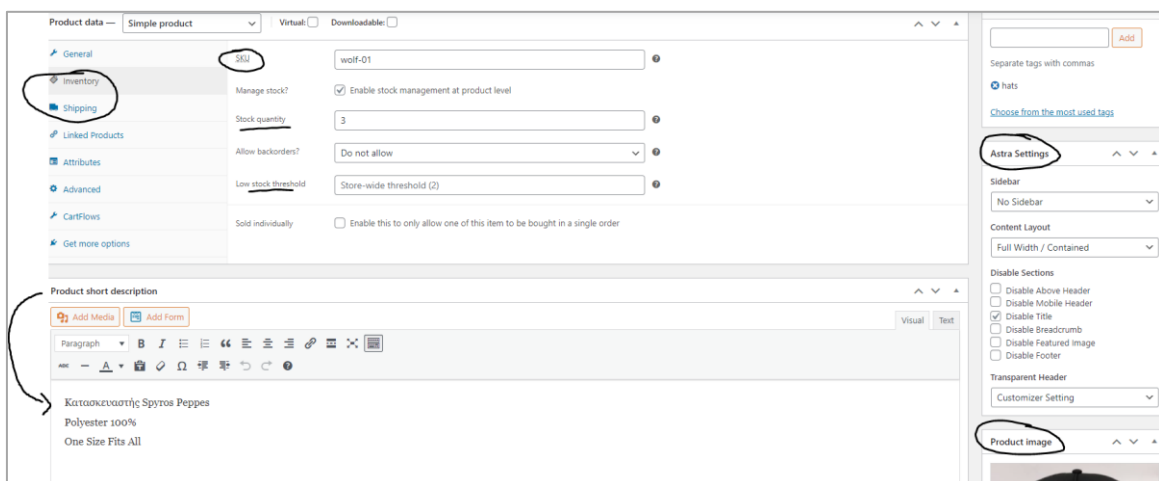 Product data — Simple product Virtual: Downloadable:
General
Inventory
Shipping
Linked Products
Attributes
Advanced
CartFlows
Get more options
SKU wolf-01
Manage stock? Enable stock management at product level
Stock quantity 3
Allow backorders? Do not allow
Low stock threshold Store-wide threshold (2)
Sold individually Enable this to only allow one of this item to be bought in a single order
Product short description
Add Media Add Form
Visual Text
Paragraph B I
ABC A Ω
Κατασκευαστής Spyros Peppes
Polyester 100%
One Size Fits All
Add
Separate tags with commas
hats
Choose from the most used tags
Astra Settings
Sidebar
No Sidebar
Content Layout
Full Width / Contained
Disable Sections
Disable Above Header
Disable Mobile Header
Disable Title
Disable Breadcrumb
Disable Featured Image
Disable Footer
Transparent Header
Customizer Setting
Product image